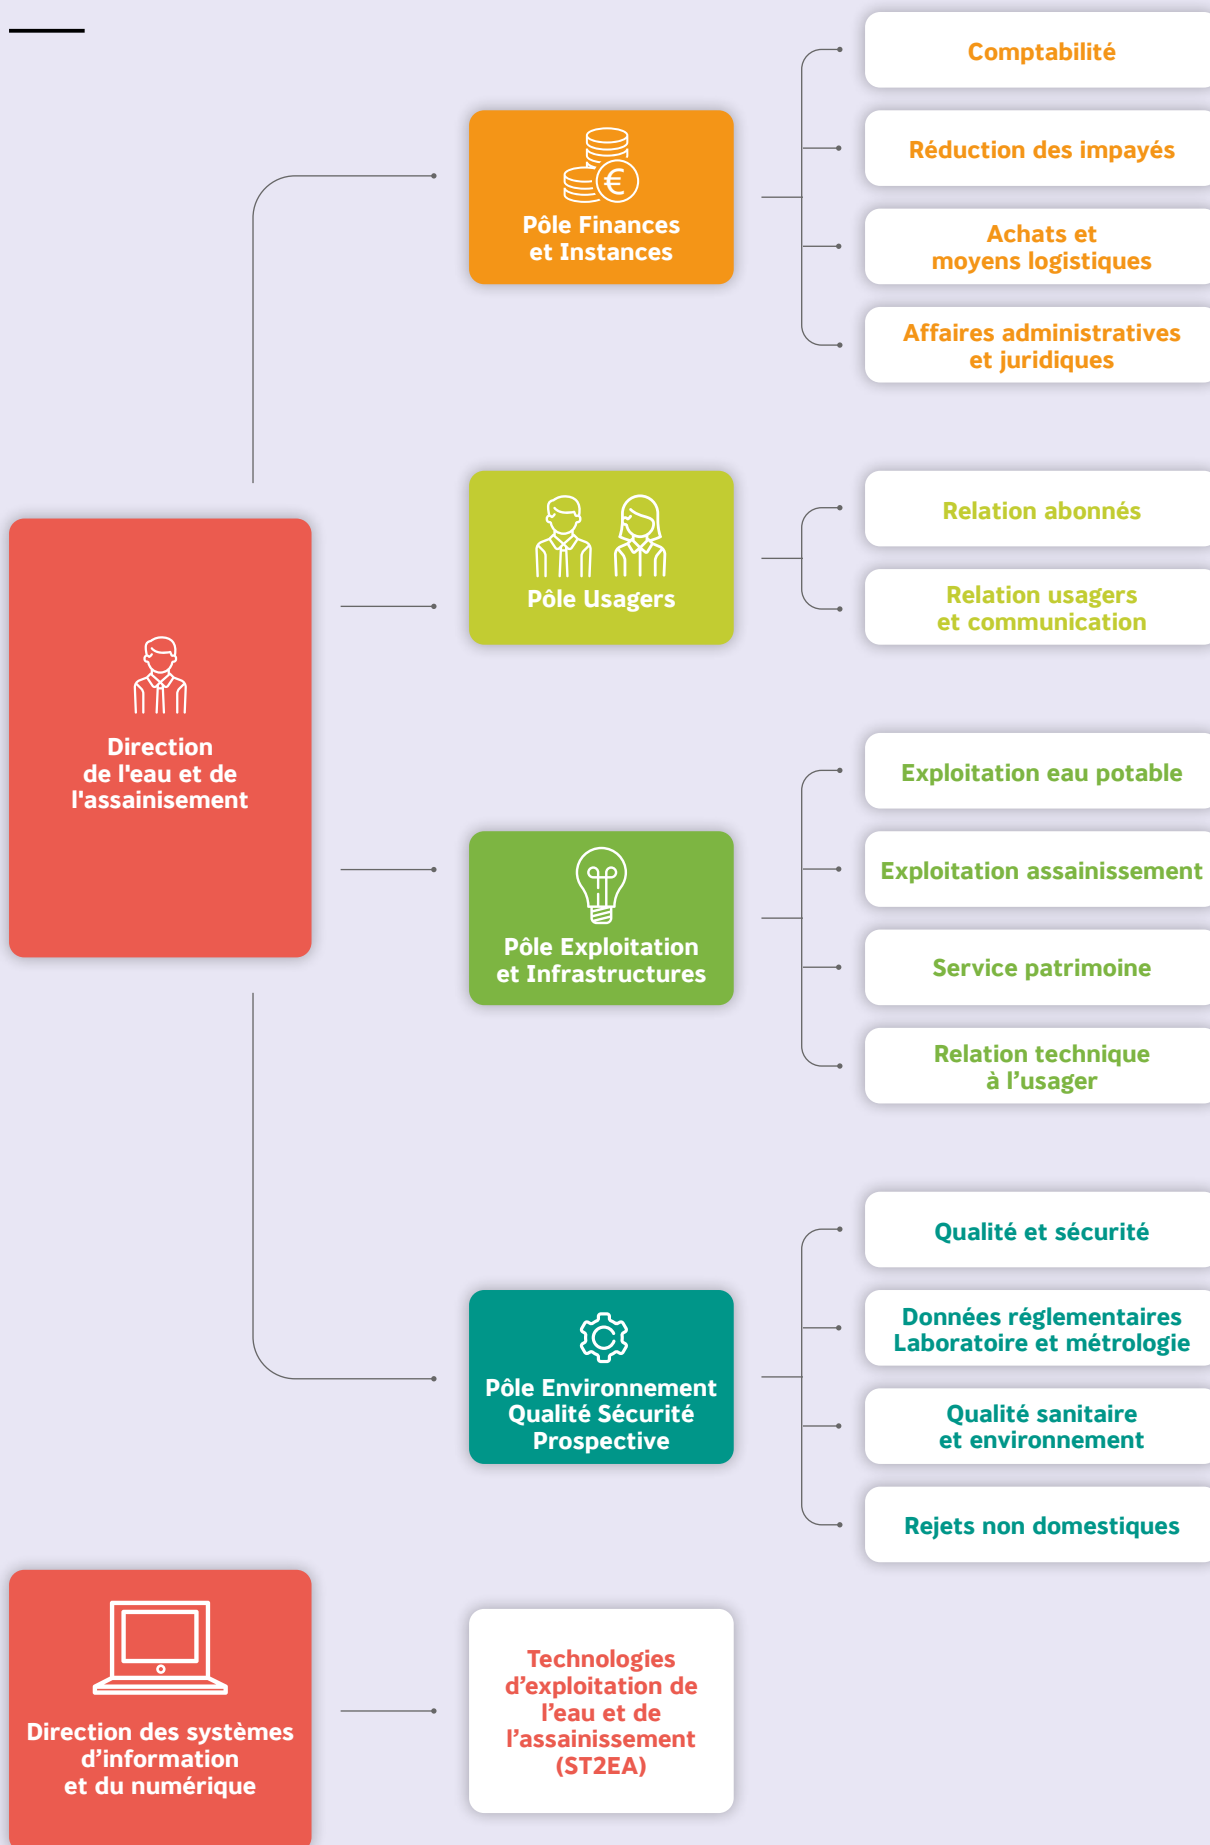 Comptabilité
Réduction des impayés
€
Pôle Finances
et Instances
Achats et
moyens logistiques
Affaires administratives
et juridiques
Relation abonnés
Pôle Usagers
Relation usagers
et communication
Direction
de l'eau et de
l'assainisement
Exploitation eau potable
Exploitation assainissement
Pôle Exploitation
et Infrastructures
Service patrimoine
Relation technique
à l’usager
Qualité et sécurité
Données réglementaires
Laboratoire et métrologie
Pôle Environnement
Qualité Sécurité
Prospective
Qualité sanitaire
et environnement
Rejets non domestiques
Direction des systèmes
d’information
et du numérique
Technologies
d’exploitation de
l’eau et de
l’assainissement
(ST2EA)